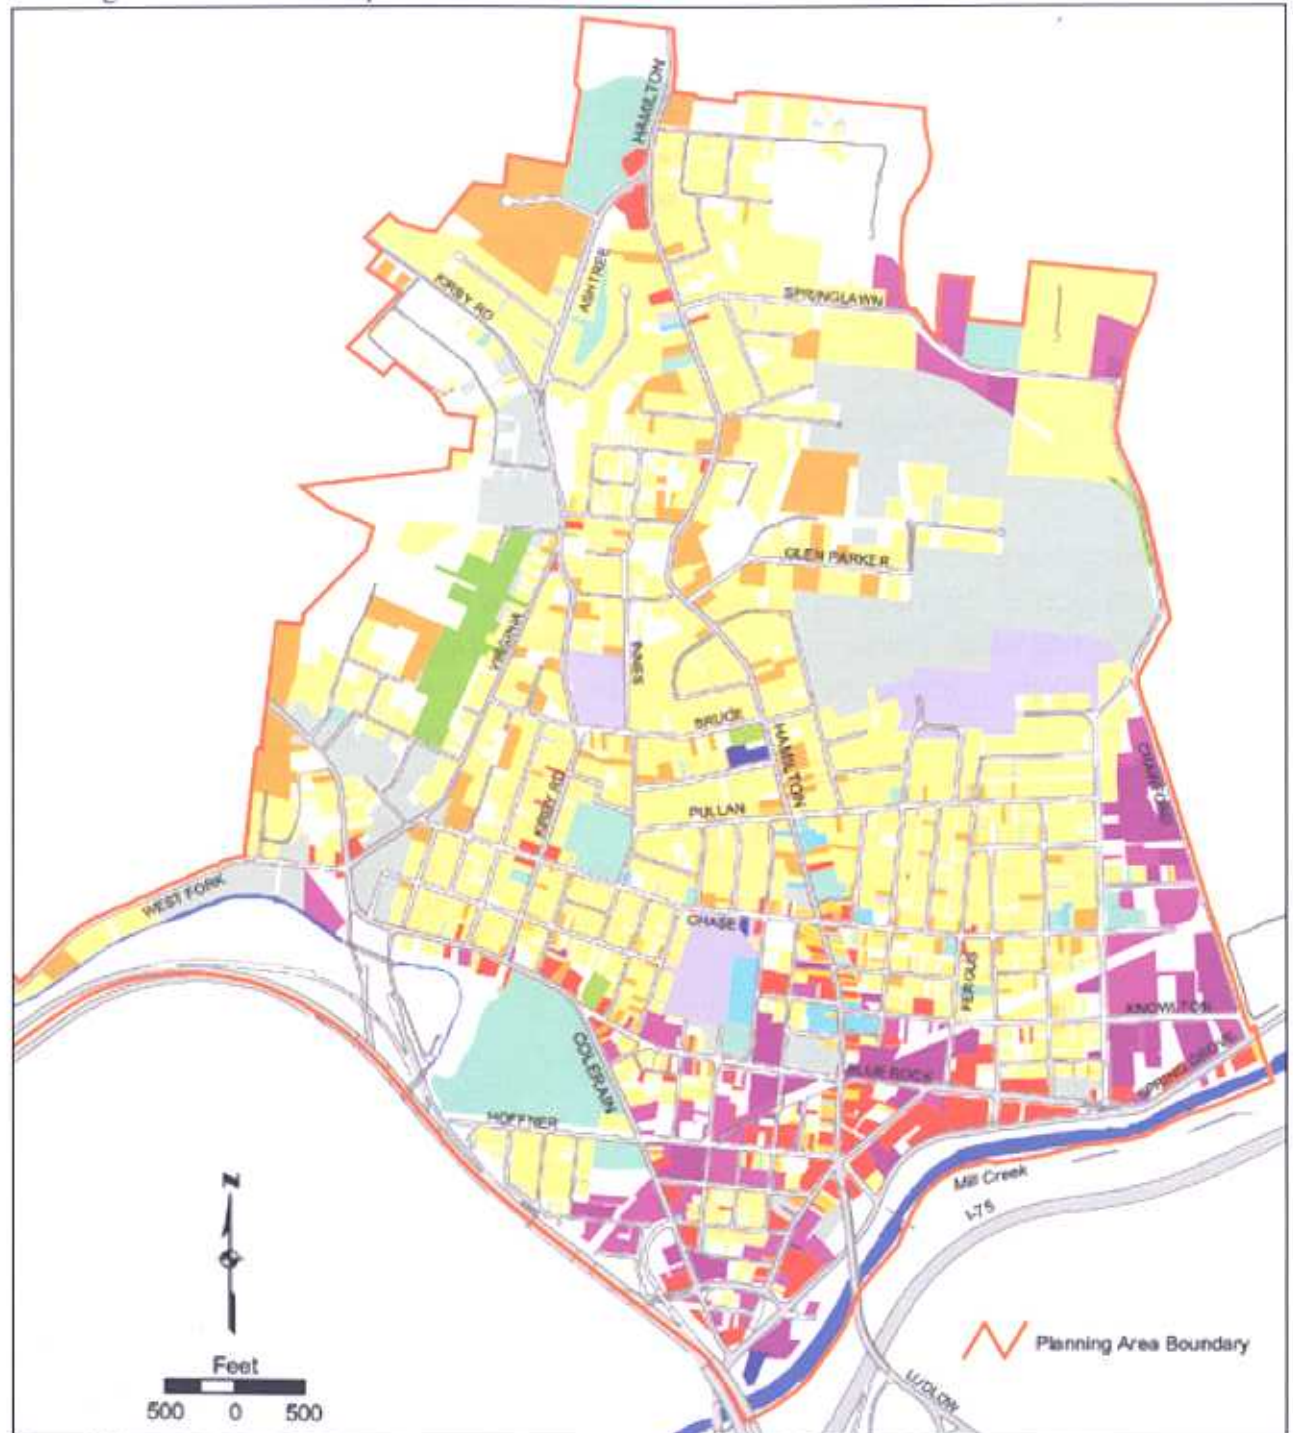 HAMILTON
KIRBY RD
ASHTREE
SPRINGLAWN
GLEN PARKER
VIRGINIA
INNES
BRUCE
HAMILTON
PULLAN
KIRBY RD
WEST FORK
CHASE
FERGUS
KNOWLTON
COLERAIN
BLUE ROCK
SPRING GROVE
HOFFNER
Mill Creek
I-75
N
Planning Area Boundary
Feet
500 0 500
LUDLOW